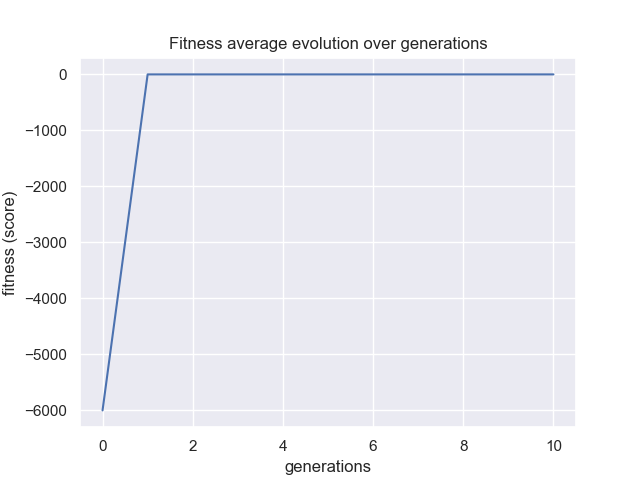 Fitness average evolution over generations
fitness (score)
0
−1000
−2000
−3000
−4000
−5000
−6000
0 2 4 6 8 10
generations